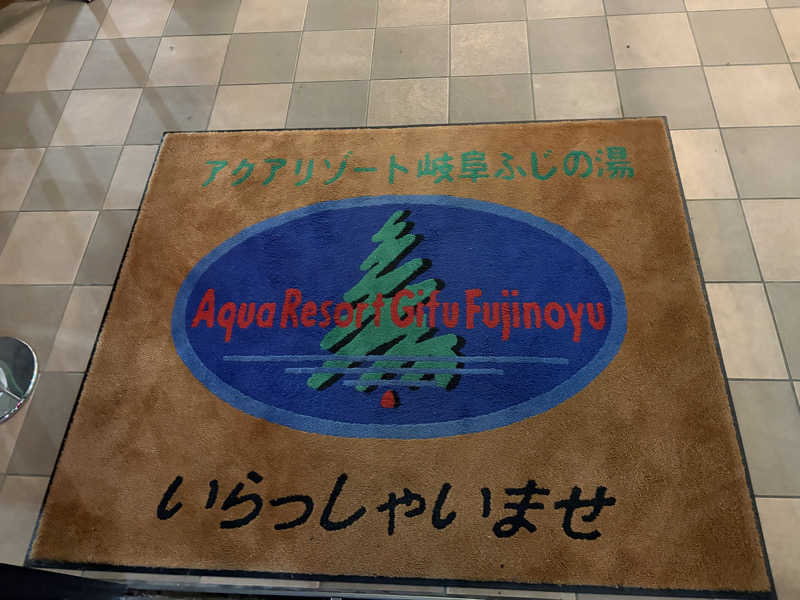 アクアリゾート岐阜ふじの湯
Aqua Resort Gifu Fujinoyu
いらっしゃいませ